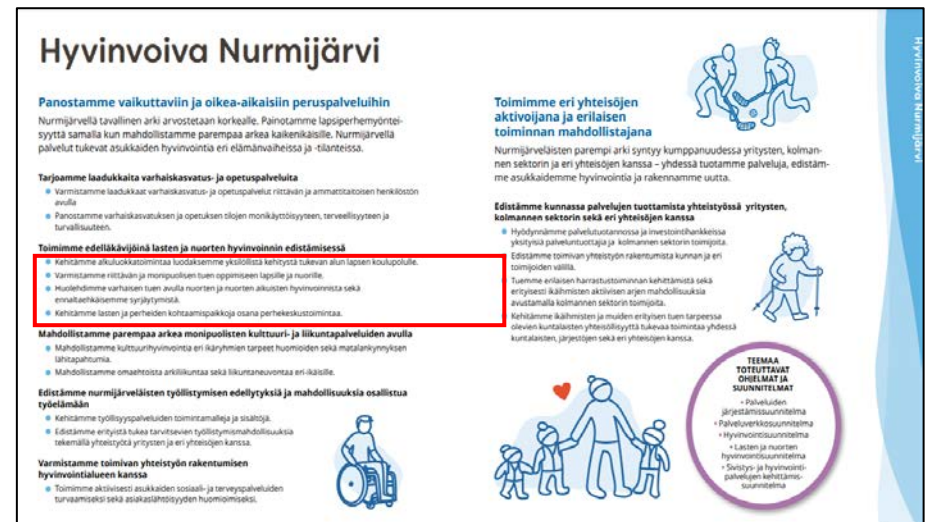 Hyvinvoiva Nurmijärvi
Panostamme vaikuttaviin ja oikea-aikaisiin peruspalveluihin
Nurmijärvellä tavallinen arki arvostetaan korkealle. Painotamme lapsiperhemyöntei-
syyttä samalla kun mahdollistamme parempaa arkea kaikenikäisille. Nurmijärvellä
palvelut tukevat asukkaiden hyvinvointia eri elämänvaiheissa ja -tilanteissa.
Tarjoamme laadukkaita varhaiskasvatus- ja opetuspalveluita
Varmistamme laadukkaat varhaiskasvatus- ja opetuspalvelut riittävän ja ammattitaitoisen henkilöstön
avulla
Panostamme varhaiskasvatuksen ja opetuksen tilojen monikäyttöisyyteen, terveellisyyteen ja
turvallisuuteen.
Toimimme edelläkävijöinä lasten ja nuorten hyvinvoinnin edistämisessä
Kehitämme alkuluokkatoimintaa luodaksemme yksilöllistä kehitystä tukevan alun lapsen koulupolulle.
Varmistamme riittävän ja monipuolisen tuen oppimiseen lapsille ja nuorille.
Huolehdimme varhaisen tuen avulla nuorten ja nuorten aikuisten hyvinvoinnista sekä
ennaltaehkäisemme syrjäytymistä.
Kehitämme lasten ja perheiden kohtaamispaikkoja osana perhekeskustoimintaa.
Mahdollistamme parempaa arkea monipuolisten kulttuuri- ja liikuntapalveluiden avulla
Mahdollistamme kulttuurihyvinvointia eri ikäryhmien tarpeet huomioiden sekä matalankynnyksen
lähitapahtumia.
Mahdollistamme omaehtoista arkiliikuntaa sekä liikuntaneuvontaa eri-ikäisille.
Edistämme nurmijärveläisten työllistymisen edellytyksiä ja mahdollisuuksia osallistua
työelämään
Kehitämme työllisyyspalveluiden toimintamalleja ja sisältöjä.
Edistämme erityistä tukea tarvitsevien työllistymismahdollisuuksia
tekemällä yhteistyötä yritysten ja eri yhteisöjen kanssa.
Varmistamme toimivan yhteistyön rakentumisen
hyvinvointialueen kanssa
Toimimme aktiivisesti asukkaiden sosiaali- ja terveyspalveluiden
turvaamiseksi sekä asiakaslähtöisyyden huomioimiseksi.
Toimimme eri yhteisöjen
aktivoijana ja erilaisen
toiminnan mahdollistajana
Nurmijärveläisten parempi arki syntyy kumppanuudessa yritysten, kolman-
nen sektorin ja eri yhteisöjen kanssa – yhdessä tuotamme palveluja, edistäm-
me asukkaidemme hyvinvointia ja rakennamme uutta.
Edistämme kunnassa palvelujen tuottamista yhteistyössä yritysten,
kolmannen sektorin sekä eri yhteisöjen kanssa
Hyödynnämme palvelutuotannossa ja investointihankkeissa
yksityisiä palveluntuottajia ja kolmannen sektorin toimijoita.
Edistämme toimivan yhteistyön rakentumista kunnan ja eri
toimijoiden välillä.
Tuemme erilaisen harrastustoiminnan kehittämistä sekä
erityisesti ikäihmisten aktiivisen arjen mahdollisuuksia
avustamalla kolmannen sektorin toimijoita.
Kehitämme ikäihmisten ja muiden erityisen tuen tarpeessa
olevien kuntalaisten yhteisöllisyyttä tukevaa toimintaa yhdessä
kuntalaisten, järjestöjen sekä eri yhteisöjen kanssa.
TEEMAA
TOTEUTTAVAT
OHJELMAT JA
SUUNNITELMAT
• Palveluiden
järjestämissuunnitelma
• Palveluverkkosuunnitelma
• Hyvinvointisuunnitelma
• Lasten ja nuorten
hyvinvointisuunnitelma
• Sivistys- ja hyvinvointi-
palvelujen kehittämis-
suunnitelma
Hyvinvoiva Nurmijärvi